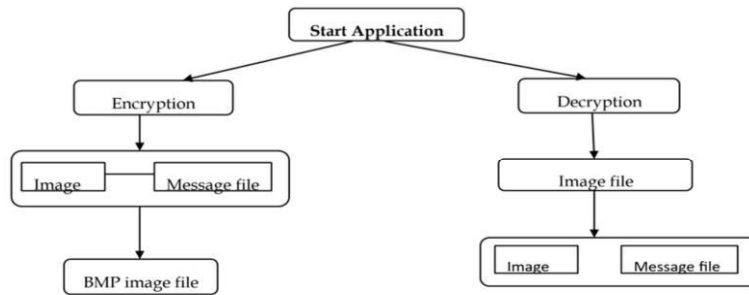 Start Application
Encryption
Decryption
Image
Message file
Image file
BMP image file
Image
Message file